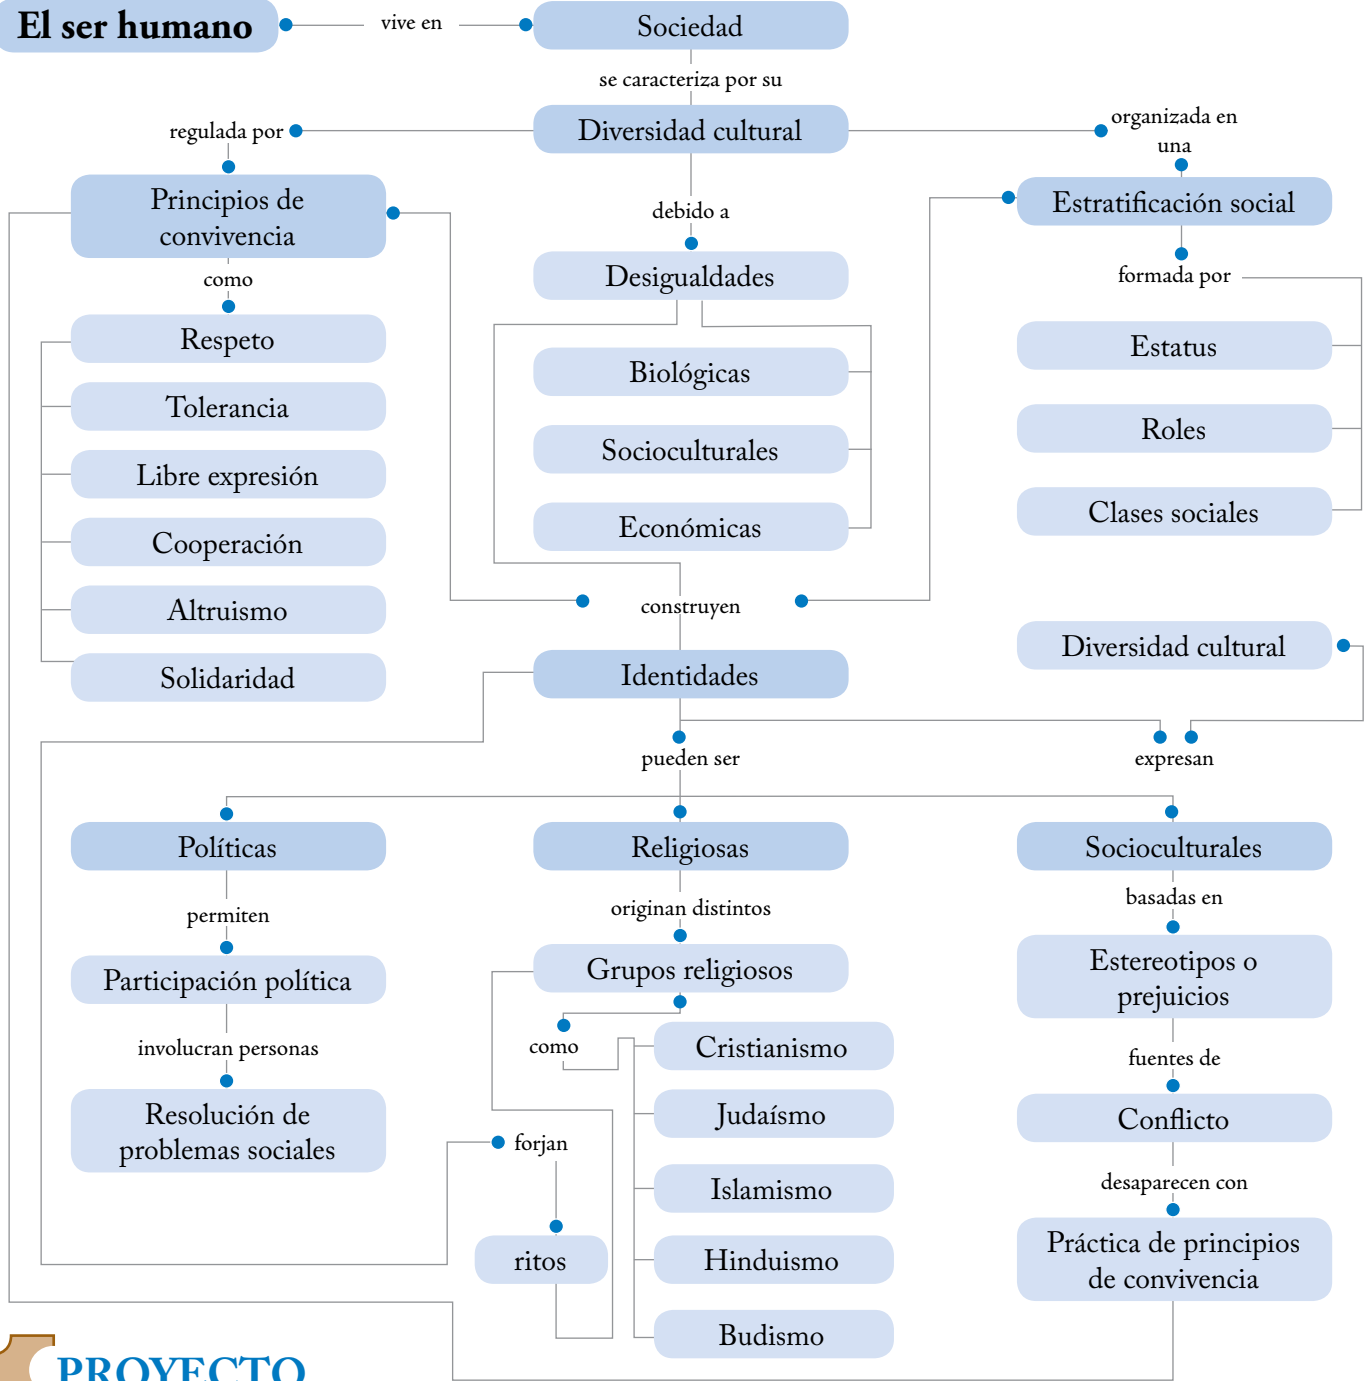 El ser humano
vive en
Sociedad
se caracteriza por su
Diversidad cultural
regulada por
organizada en
una
Principios de
convivencia
debido a
Estratificación social
como
Desigualdades
formada por
Respeto
Tolerancia
Libre expresión
Cooperación
Altruismo
Solidaridad
Biológicas
Socioculturales
Económicas
Estatus
Roles
Clases sociales
construyen
Diversidad cultural
Identidades
pueden ser
expresan
Políticas
permiten
Participación política
involucran personas
Resolución de
problemas sociales
Religiosas
originan distintos
Grupos religiosos
como
Cristianismo
Judaísmo
Islamismo
Hinduismo
Budismo
forjan
ritos
Socioculturales
basadas en
Estereotipos o
prejuicios
fuentes de
Conflicto
desaparecen con
Práctica de principios
de convivencia
PROYECTO